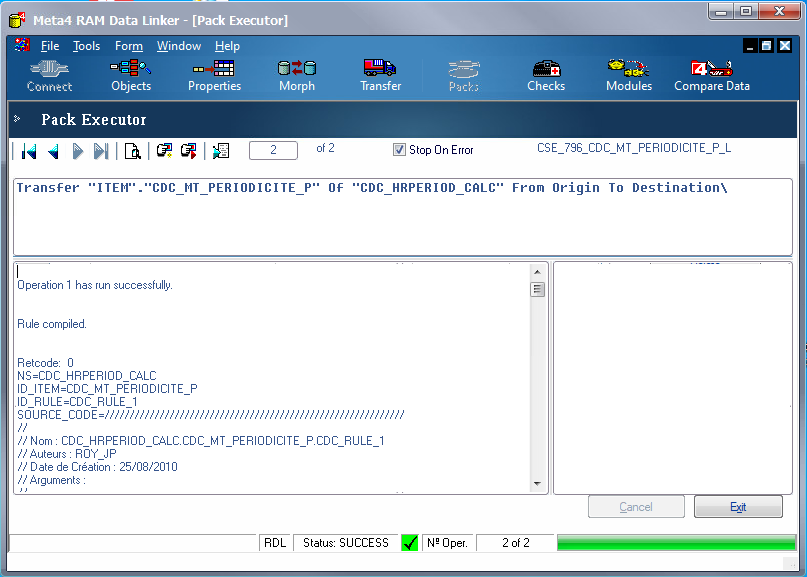 Meta4 RAM Data Linker - [Pack Executor]
File Tools Form Window Help
Connect Objects Properties Morph Transfer Packs Checks Modules Compare Data
Pack Executor
2 of 2 Stop On Error CSE_796_CDC_MT_PERIODICITE_P_L
Transfer "ITEM"."CDC_MT_PERIODICITE_P" Of "CDC_HRPERIOD_CALC" From Origin To Destination\
Operation 1 has run successfully.
Rule compiled.
Retcode: 0
NS=CDC_HRPERIOD_CALC
ID_ITEM=CDC_MT_PERIODICITE_P
ID_RULE=CDC_RULE_1
SOURCE_CODE=////////////////////////////////////////////////////////////
//
// Nom : CDC_HRPERIOD_CALC.CDC_MT_PERIODICITE_P.CDC_RULE_1
// Auteurs : ROY_JP
// Date de Création : 25/08/2010
// Arguments :
Cancel Exit
RDL Status: SUCCESS Nº Oper. 2 of 2